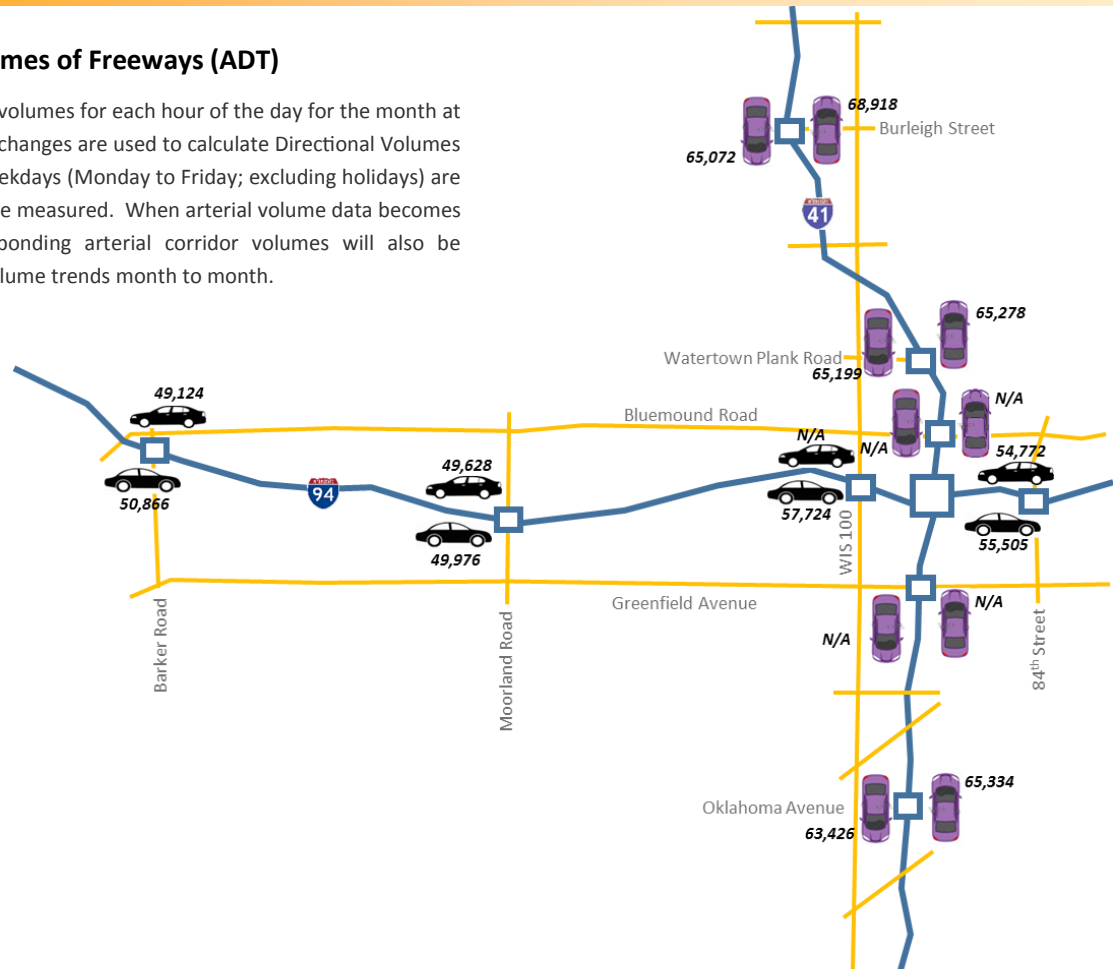 mes of Freeways (ADT)
volumes for each hour of the day for the month at
changes are used to calculate Directional Volumes
ekdays (Monday to Friday; excluding holidays) are
e measured. When arterial volume data becomes
ponding arterial corridor volumes will also be
lume trends month to month.
68,918
Burleigh Street
65,072
41
65,278
Watertown Plank Road
65,199
49,124
Bluemound Road
N/A
N/A
N/A
54,772
49,628
50,866
94
57,724
49,976
55,505
WIS 100
Greenfield Avenue
N/A
N/A
Barker Road
Moorland Road
84th Street
65,334
Oklahoma Avenue
63,426